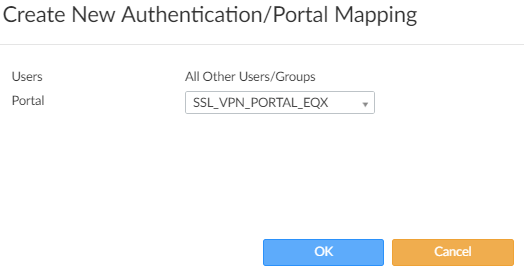 Create New Authentication/Portal Mapping
Users All Other Users/Groups
Portal SSL_VPN_PORTAL_EQX
OK Cancel